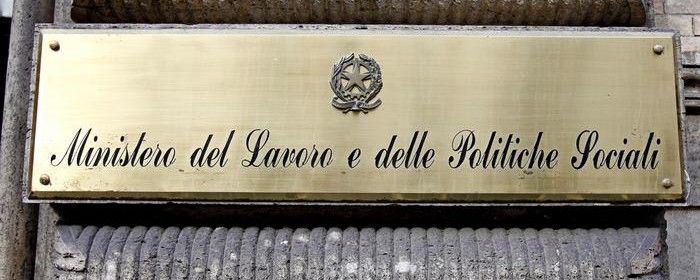 Ministero del Lavoro e delle Politiche Sociali